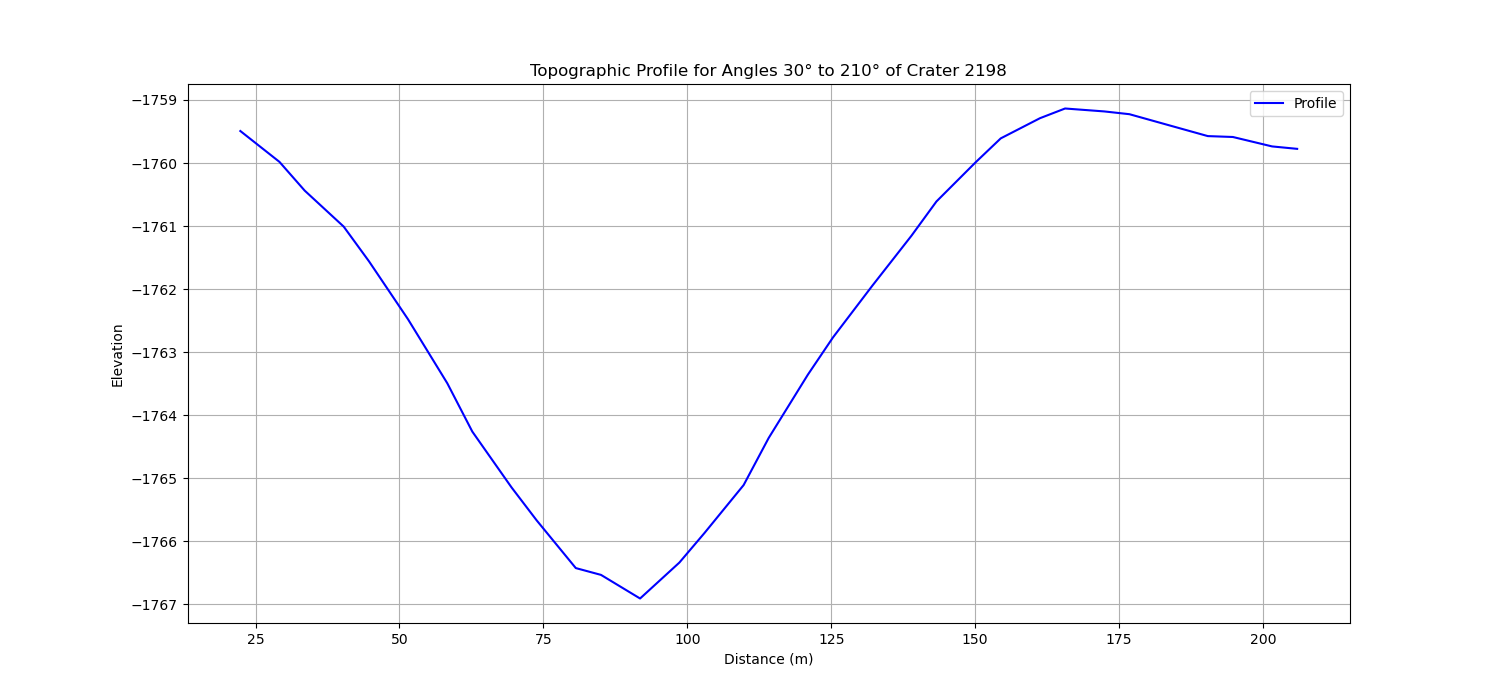 Topographic Profile for Angles 30° to 210° of Crater 2198
Profile
−1759
−1760
−1761
−1762
−1763
−1764
−1765
−1766
−1767
Elevation
25 50 75 100 125 150 175 200
Distance (m)